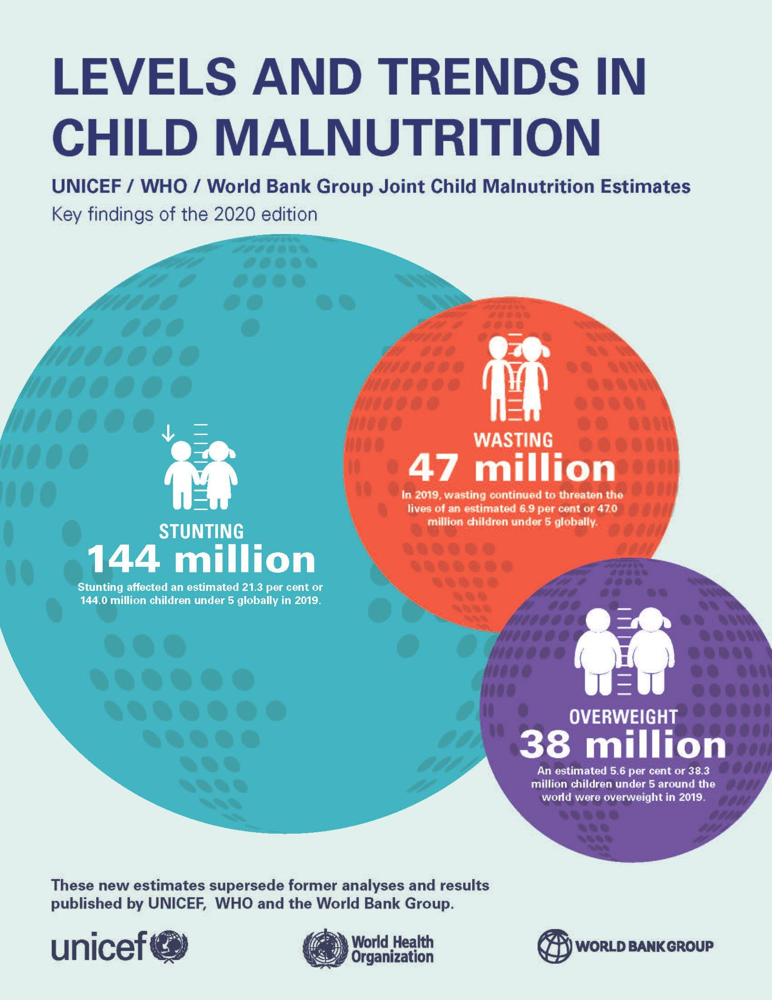 LEVELS AND TRENDS IN
CHILD MALNUTRITION
UNICEF / WHO / World Bank Group Joint Child Malnutrition Estimates
Key findings of the 2020 edition
WASTING
47 million
In 2019, wasting continued to threaten the
lives of an estimated 6.9 per cent or 47.0
million children under 5 globally.
STUNTING
144 million
Stunting affected an estimated 21.3 per cent or
144.0 million children under 5 globally in 2019.
OVERWEIGHT
38 million
An estimated 5.6 per cent or 38.3
million children under 5 around the
world were overweight in 2019.
These new estimates supersede former analyses and results
published by UNICEF, WHO and the World Bank Group.
unicef
World Health
Organization
WORLD BANK GROUP